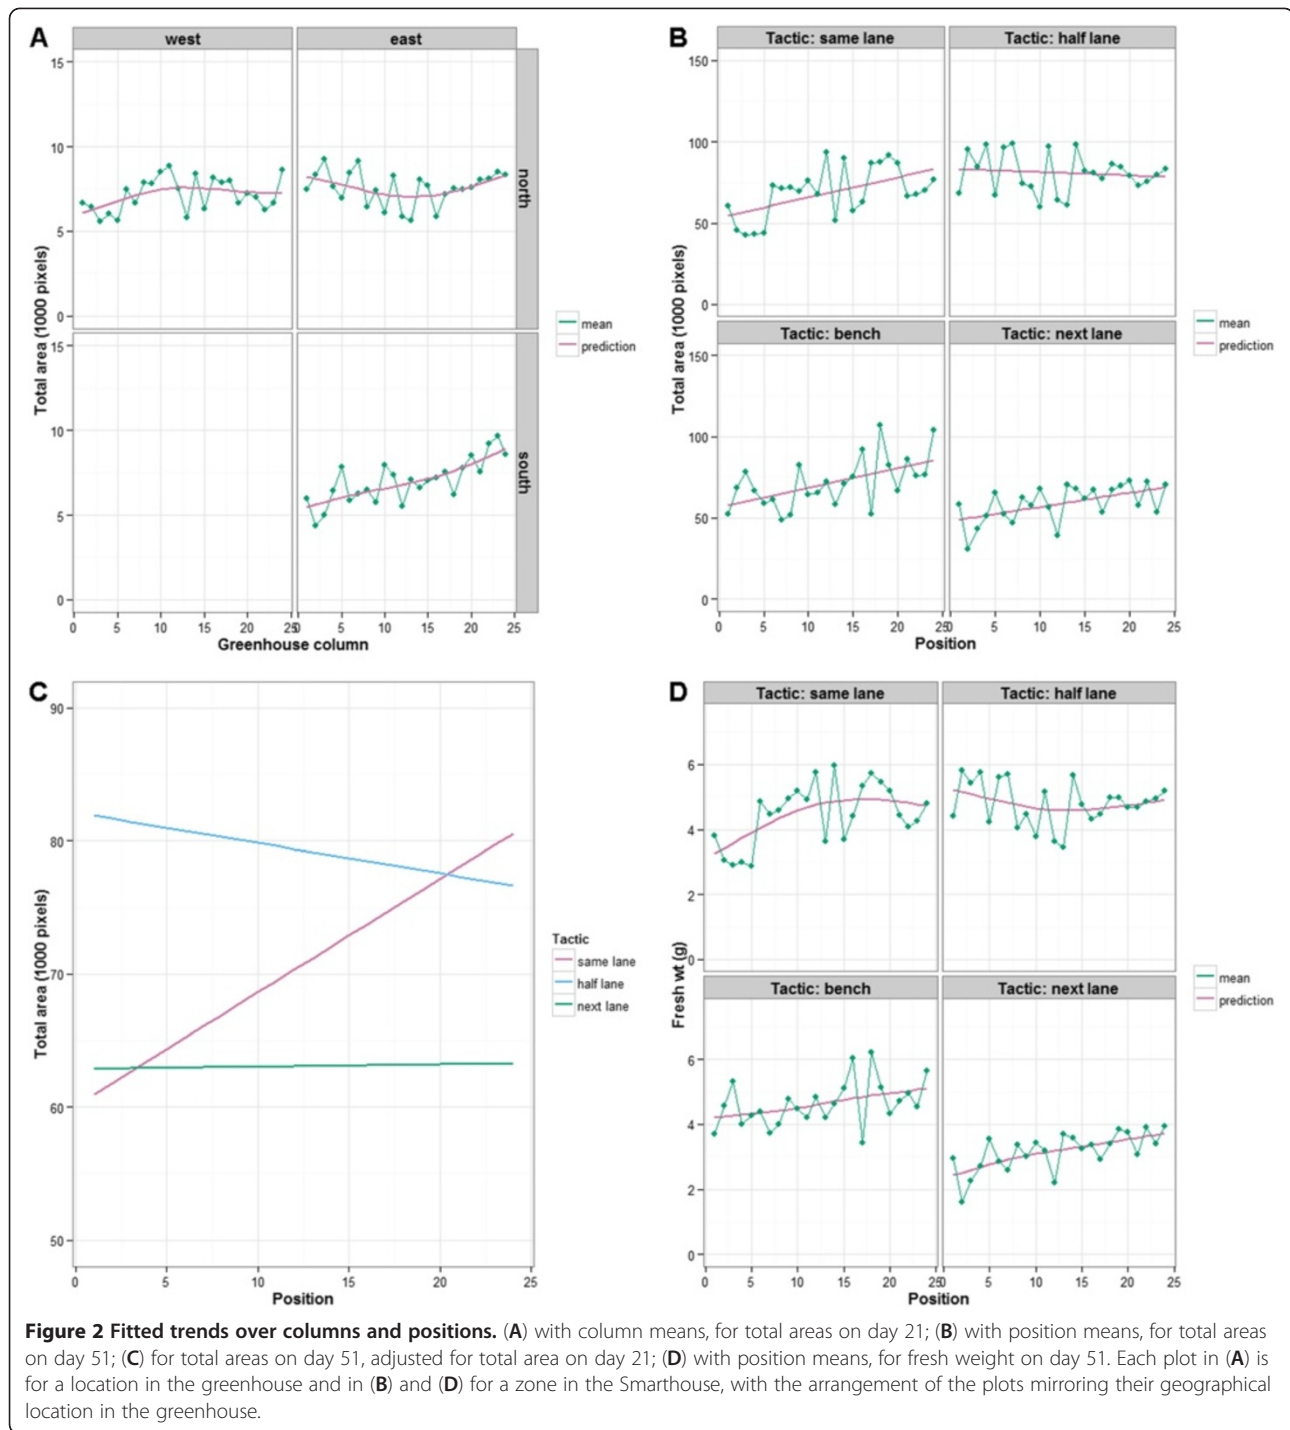 A
west
east
15
10
5
0
north
15
10
5
0
south
Total area (1000 pixels)
0 5 10 15 20 25
0 5 10 15 20 25
Greenhouse column
mean
prediction
B
Tactic: same lane
Tactic: half lane
150
100
50
0
Tactic: bench
Tactic: next lane
150
100
50
0
Total area (1000 pixels)
0 5 10 15 20 25
0 5 10 15 20 25
Position
mean
prediction
C
90
80
70
60
50
Total area (1000 pixels)
0 5 10 15 20 25
Position
Tactic
same lane
half lane
next lane
D
Tactic: same lane
Tactic: half lane
6
4
2
0
Tactic: bench
Tactic: next lane
6
4
2
0
Fresh wt (g)
0 5 10 15 20 25
0 5 10 15 20 25
Position
mean
prediction
Figure 2 Fitted trends over columns and positions. (A) with column means, for total areas on day 21; (B) with position means, for total areas
on day 51; (C) for total areas on day 51, adjusted for total area on day 21; (D) with position means, for fresh weight on day 51. Each plot in (A) is
for a location in the greenhouse and in (B) and (D) for a zone in the Smarthouse, with the arrangement of the plots mirroring their geographical
location in the greenhouse.